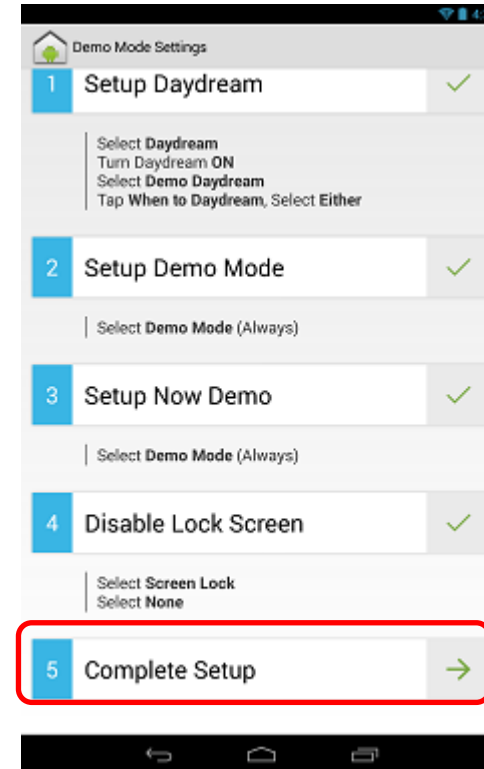 4:
Demo Mode Settings
1 Setup Daydream
Select Daydream
Turn Daydream ON
Select Demo Daydream
Tap When to Daydream, Select Either
2 Setup Demo Mode
Select Demo Mode (Always)
3 Setup Now Demo
Select Demo Mode (Always)
4 Disable Lock Screen
Select Screen Lock
Select None
5 Complete Setup